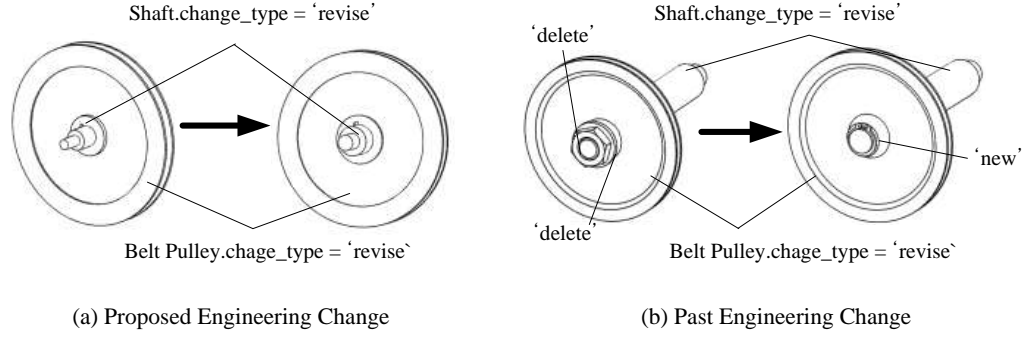 Shaft.change_type = ‘revise’
Shaft.change_type = ‘revise’
‘delete’
‘new’
‘delete’
Belt Pulley.chage_type = ‘revise`
Belt Pulley.chage_type = ‘revise`
(a) Proposed Engineering Change
(b) Past Engineering Change